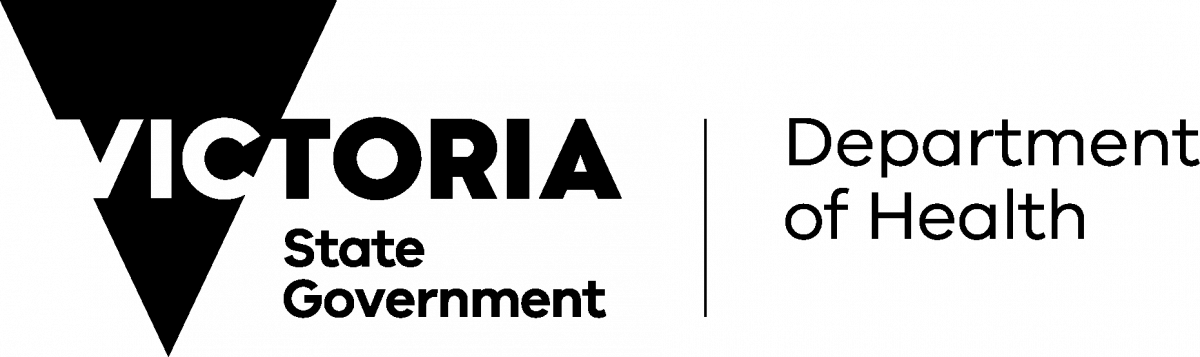 VICTORIA
State
Government
Department
of Health